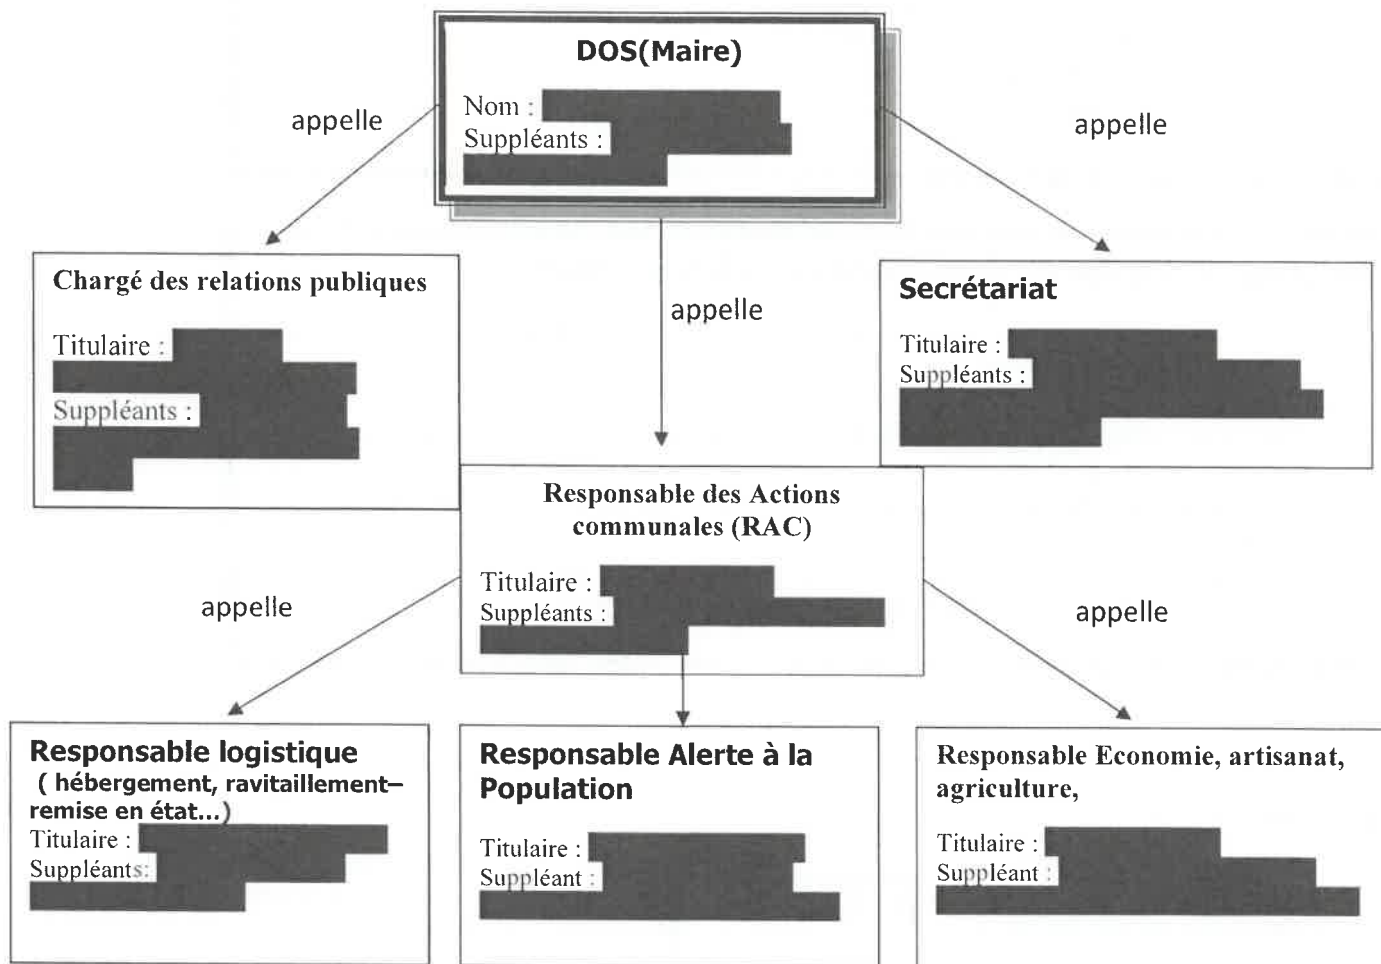 DOS(Maire)
Nom :
Suppléants :
appelle
appelle
Chargé des relations publiques
Titulaire :
Suppléants :
appelle
Secrétariat
Titulaire :
Suppléants :
Responsable des Actions
communales (RAC)
Titulaire :
Suppléants :
appelle
appelle
Responsable logistique
( hébergement, ravitaillement–
remise en état...)
Titulaire :
Suppléants:
Responsable Alerte à la
Population
Titulaire :
Suppléant :
Responsable Economie, artisanat,
agriculture,
Titulaire :
Suppléant :